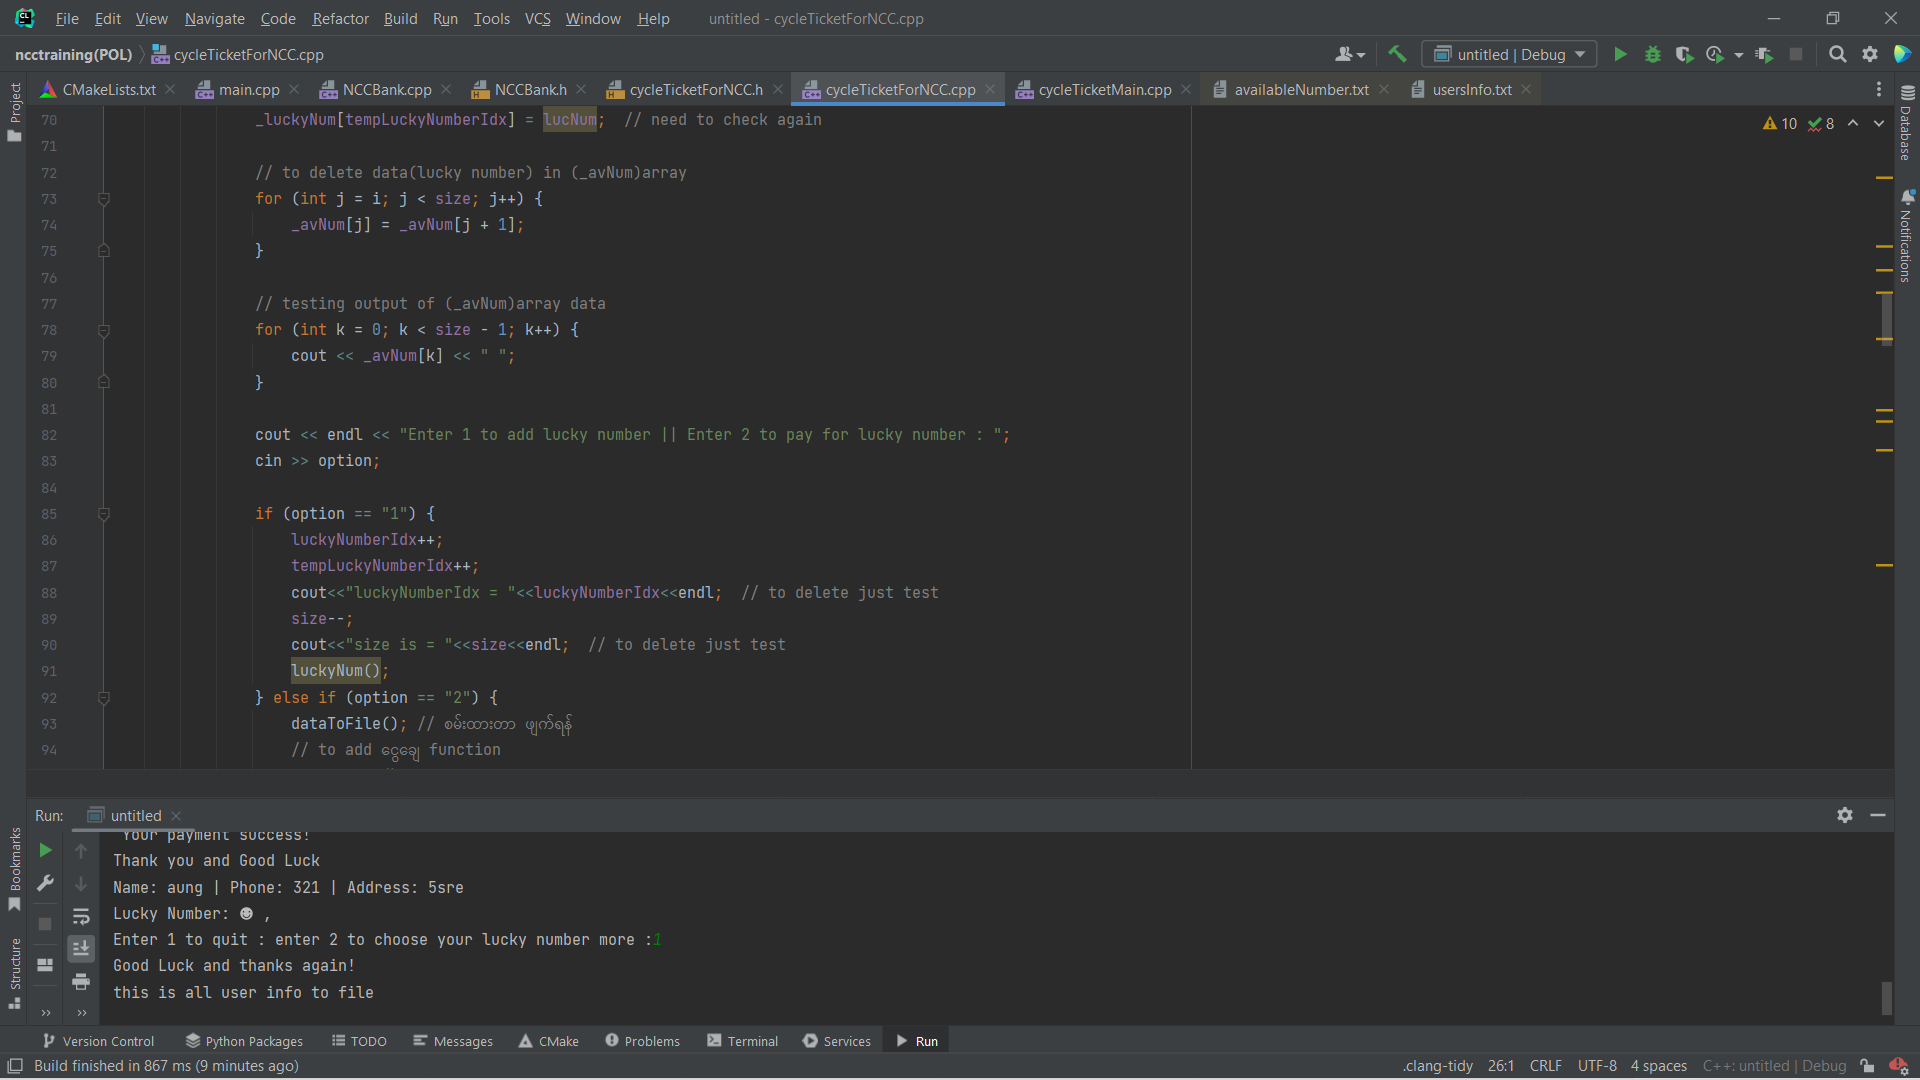 File Edit View Navigate Code Refactor Build Run Tools VCS Window Help untitled - cycleTicketForNCC.cpp
ncctraining(POL) cycleTicketForNCC.cpp untitled | Debug
CMakeLists.txt main.cpp NCCBank.cpp NCCBank.h cycleTicketForNCC.h cycleTicketForNCC.cpp cycleTicketMain.cpp availableNumber.txt usersInfo.txt
Project
Database
Notifications
10 8
70 _luckyNum[tempLuckyNumberIdx] = lucNum; // need to check again
71
72 // to delete data(lucky number) in (_avNum)array
73 for (int j = i; j < size; j++) {
74 _avNum[j] = _avNum[j + 1];
75 }
76
77 // testing output of (_avNum)array data
78 for (int k = 0; k < size - 1; k++) {
79 cout << _avNum[k] << " ";
80 }
81
82 cout << endl << "Enter 1 to add lucky number || Enter 2 to pay for lucky number : ";
83 cin >> option;
84
85 if (option == "1") {
86 luckyNumberIdx++;
87 tempLuckyNumberIdx++;
88 cout<<"luckyNumberIdx = "<<luckyNumberIdx<<endl; // to delete just test
89 size--;
90 cout<<"size is = "<<size<<endl; // to delete just test
91 luckyNum();
92 } else if (option == "2") {
93 dataToFile(); // စမ်းထားတာ ဖျက်ရန်
94 // to add ငွေချေ function
Run: untitled
Bookmarks
Structure
Your payment success!
Thank you and Good Luck
Name: aung | Phone: 321 | Address: 5sre
Lucky Number: ☻ ,
Enter 1 to quit : enter 2 to choose your lucky number more :1
Good Luck and thanks again!
this is all user info to file
Version Control Python Packages TODO Messages CMake Problems Terminal Services Run
Build finished in 867 ms (9 minutes ago) .clang-tidy 26:1 CRLF UTF-8 4 spaces C++: untitled | Debug